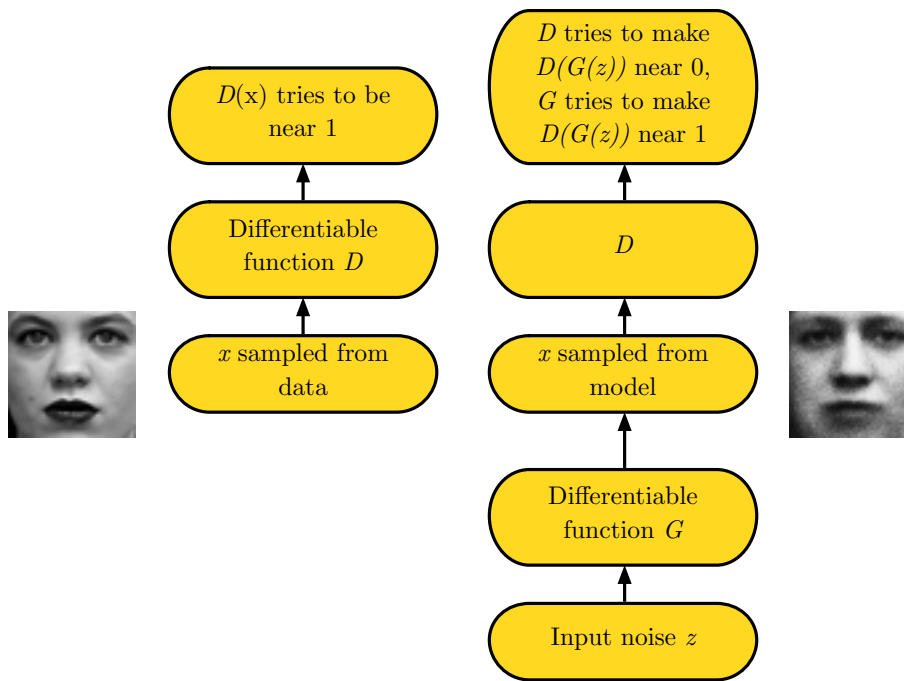 D(x) tries to be
near 1
Differentiable
function D
x sampled from
data
D tries to make
D(G(z)) near 0,
G tries to make
D(G(z)) near 1
D
x sampled from
model
Differentiable
function G
Input noise z